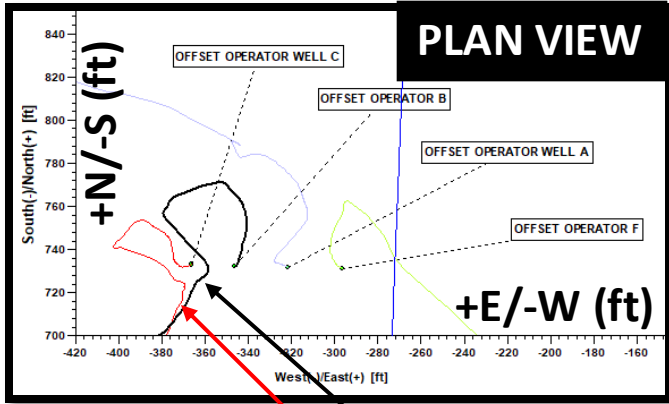 PLAN VIEW
840
820
800
780
760
740
720
700
South(-)/North(+) [ft]
+N/-S (ft)
OFFSET OPERATOR WELL C
OFFSET OPERATOR B
OFFSET OPERATOR WELL A
OFFSET OPERATOR F
+E/-W (ft)
-420 -400 -380 -360 -340 -320 -300 -280 -260 -240 -220 -200 -180 -160
West(-)/East(+) [ft]